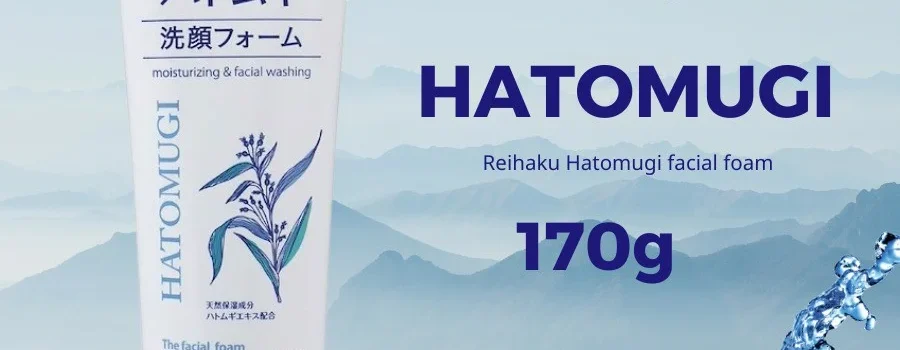 洗顔フォーム
moisturizing & facial washing
HATOMUGI
天然保湿成分
ハトムギエキス配合
The facial foam
HATOMUGI
Reihaku Hatomugi facial foam
170g